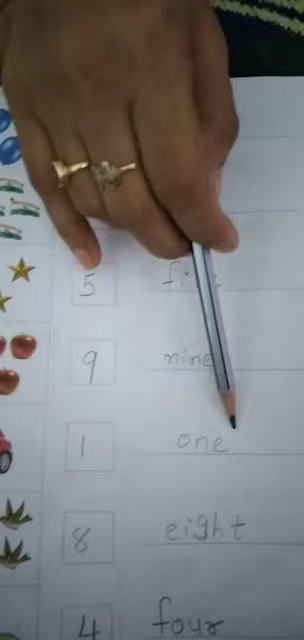 5
9 nine
1 one
8 eight
4 four